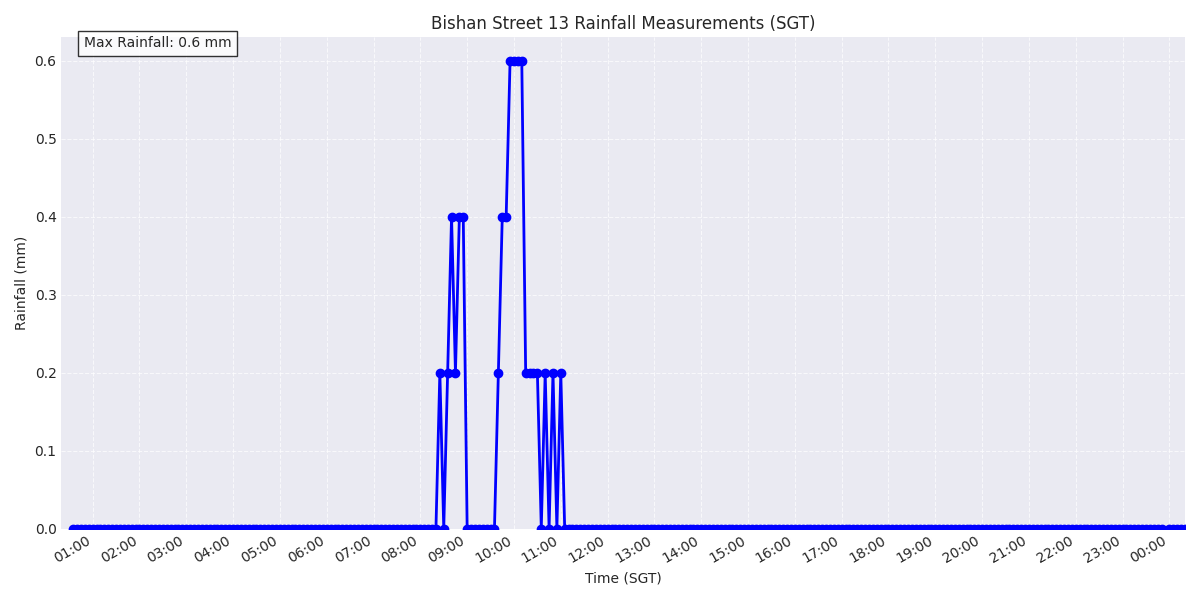 Bishan Street 13 Rainfall Measurements (SGT)
Max Rainfall: 0.6 mm
0.6
0.5
0.4
0.3
0.2
0.1
0.0
Rainfall (mm)
01:00 02:00 03:00 04:00 05:00 06:00 07:00 08:00 09:00 10:00 11:00 12:00 13:00 14:00 15:00 16:00 17:00 18:00 19:00 20:00 21:00 22:00 23:00 00:00
Time (SGT)